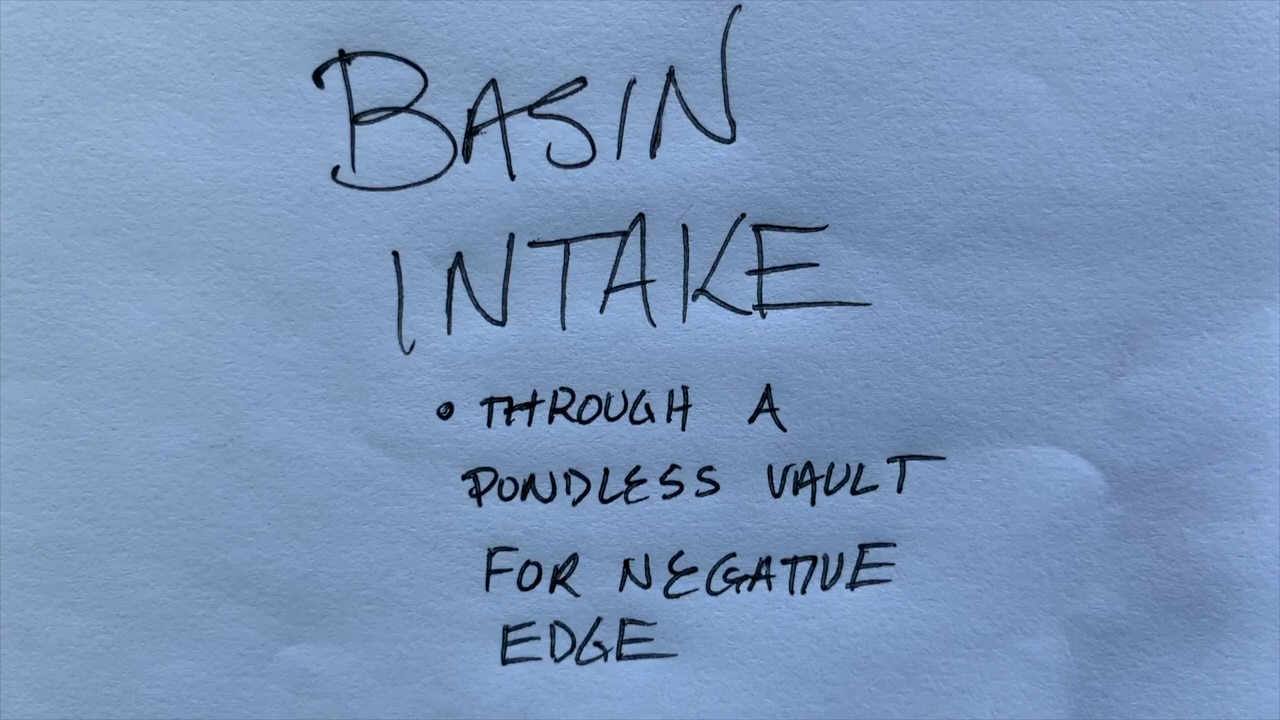 BASIN
INTAKE
• THROUGH A
PONDLESS VAULT
FOR NEGATIVE
EDGE